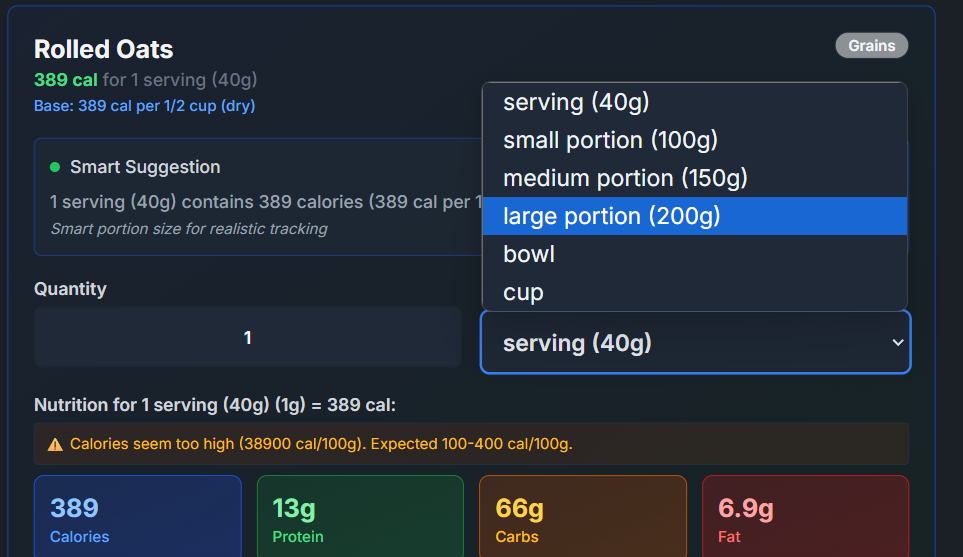 Rolled Oats
Grains
389 cal for 1 serving (40g)
Base: 389 cal per 1/2 cup (dry)
Smart Suggestion
1 serving (40g) contains 389 calories (389 cal per 1
Smart portion size for realistic tracking
serving (40g)
small portion (100g)
medium portion (150g)
large portion (200g)
bowl
cup
Quantity
1
serving (40g)
Nutrition for 1 serving (40g) (1g) = 389 cal:
Calories seem too high (38900 cal/100g). Expected 100-400 cal/100g.
389
Calories
13g
Protein
66g
Carbs
6.9g
Fat